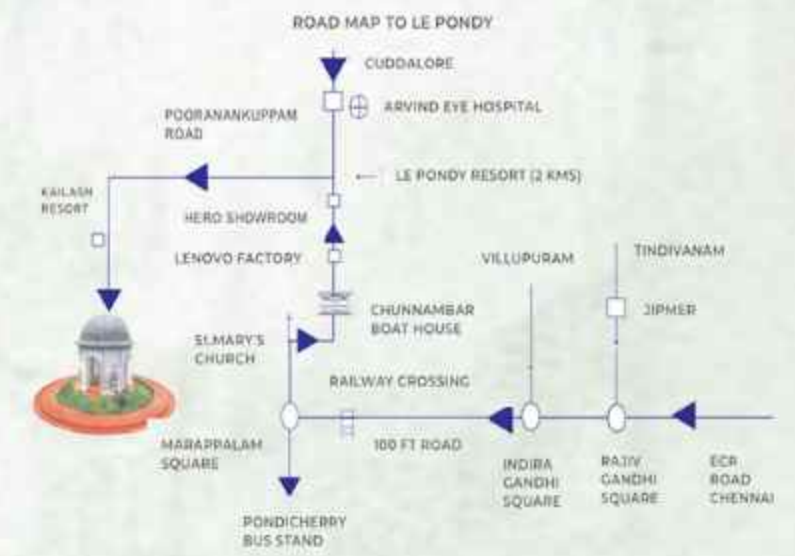 ROAD MAP TO LE PONDY
CUDDALORE
ARVIND EYE HOSPITAL
POORANANKUPPAM
ROAD
LE PONDY RESORT (2 KMS)
KAILASH
RESORT
HERO SHOWROOM
LENOVO FACTORY
VILLUPURAM
TINDIVANAM
CHUNNAMBAR
BOAT HOUSE
JIPMER
St.MARY'S
CHURCH
RAILWAY CROSSING
MARAPPALAM
SQUARE
100 FT ROAD
INDIRA
GANDHI
SQUARE
RAJIV
GANDHI
SQUARE
ECR
ROAD
CHENNAI
PONDICHERRY
BUS STAND